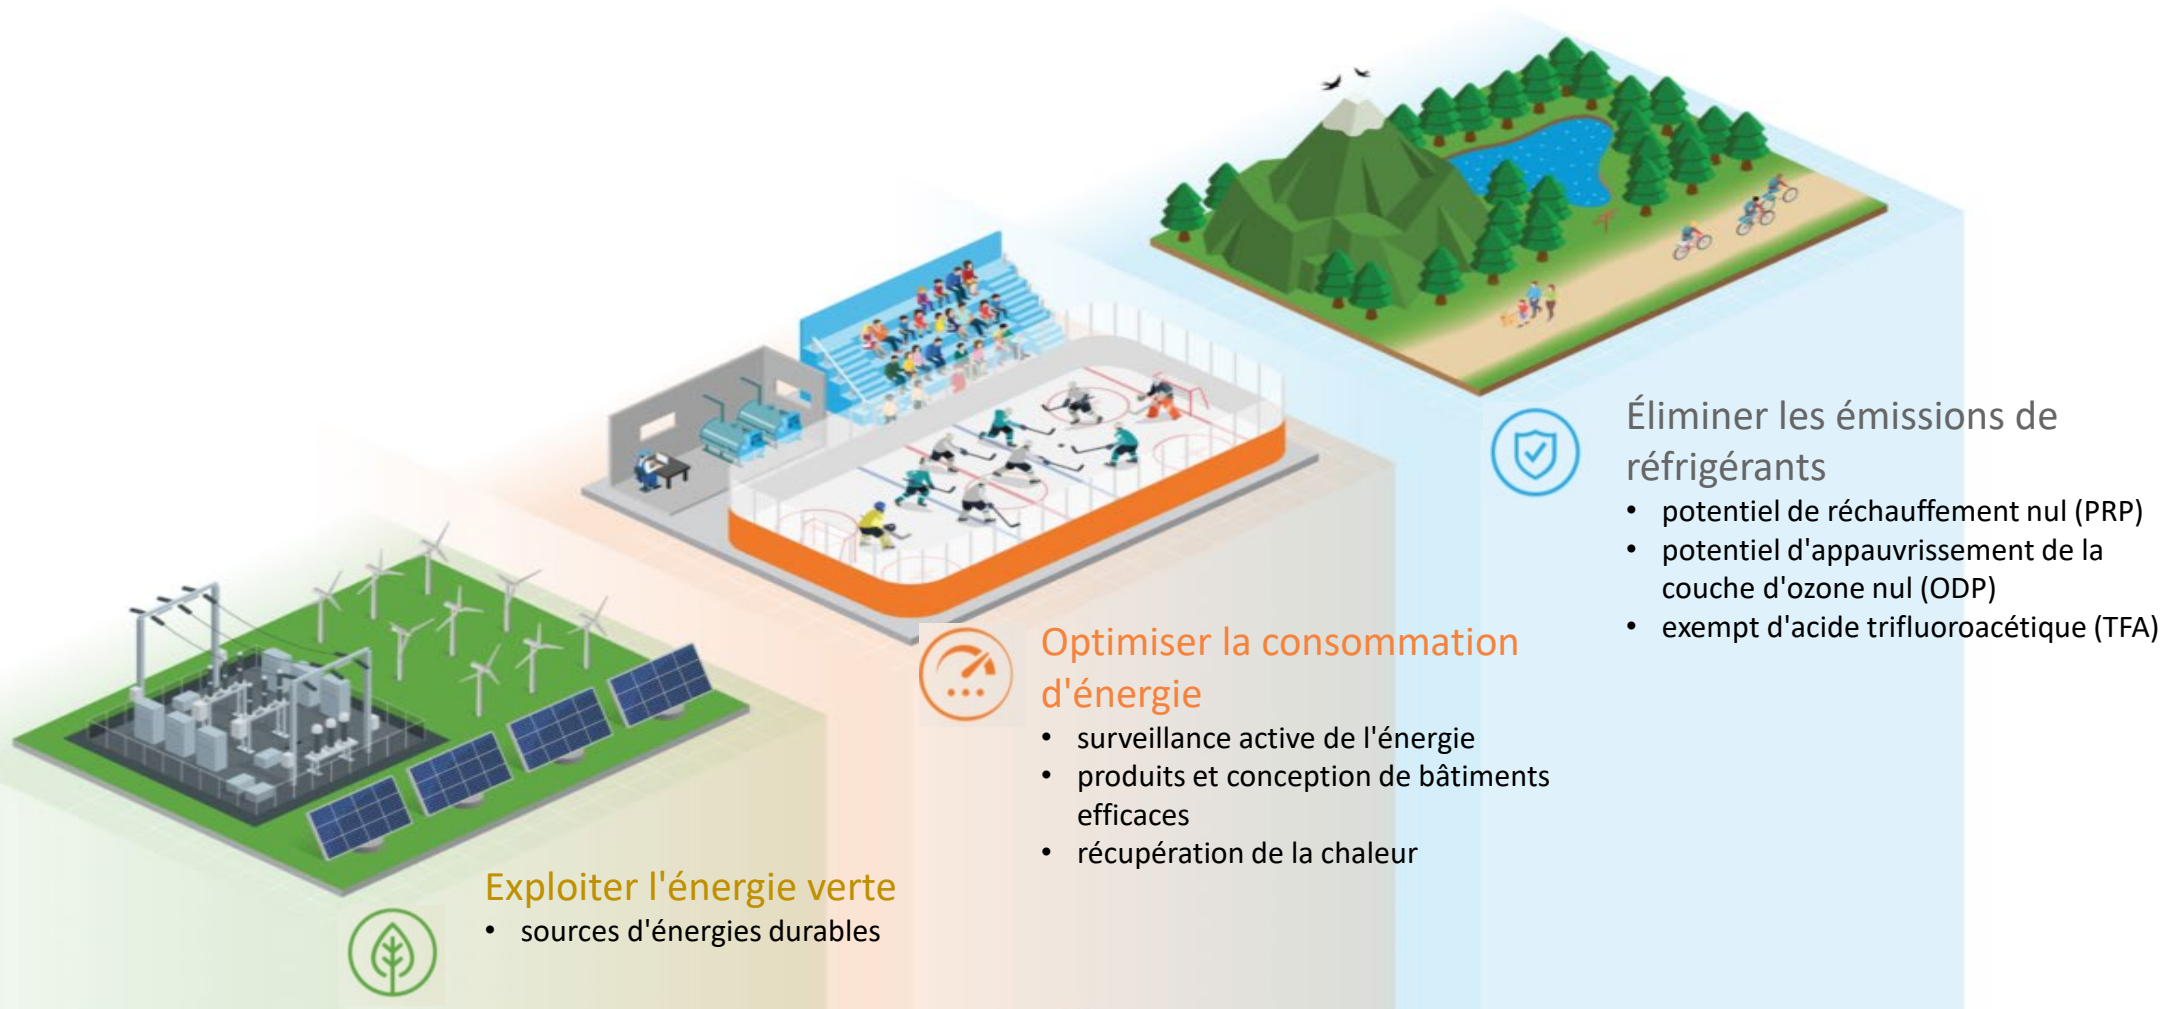 Éliminer les émissions de
réfrigérants
• potentiel de réchauffement nul (PRP)
• potentiel d'appauvrissement de la
couche d'ozone nul (ODP)
• exempt d'acide trifluoroacétique (TFA)
Optimiser la consommation
d'énergie
• surveillance active de l'énergie
• produits et conception de bâtiments
efficaces
• récupération de la chaleur
Exploiter l'énergie verte
• sources d'énergies durables